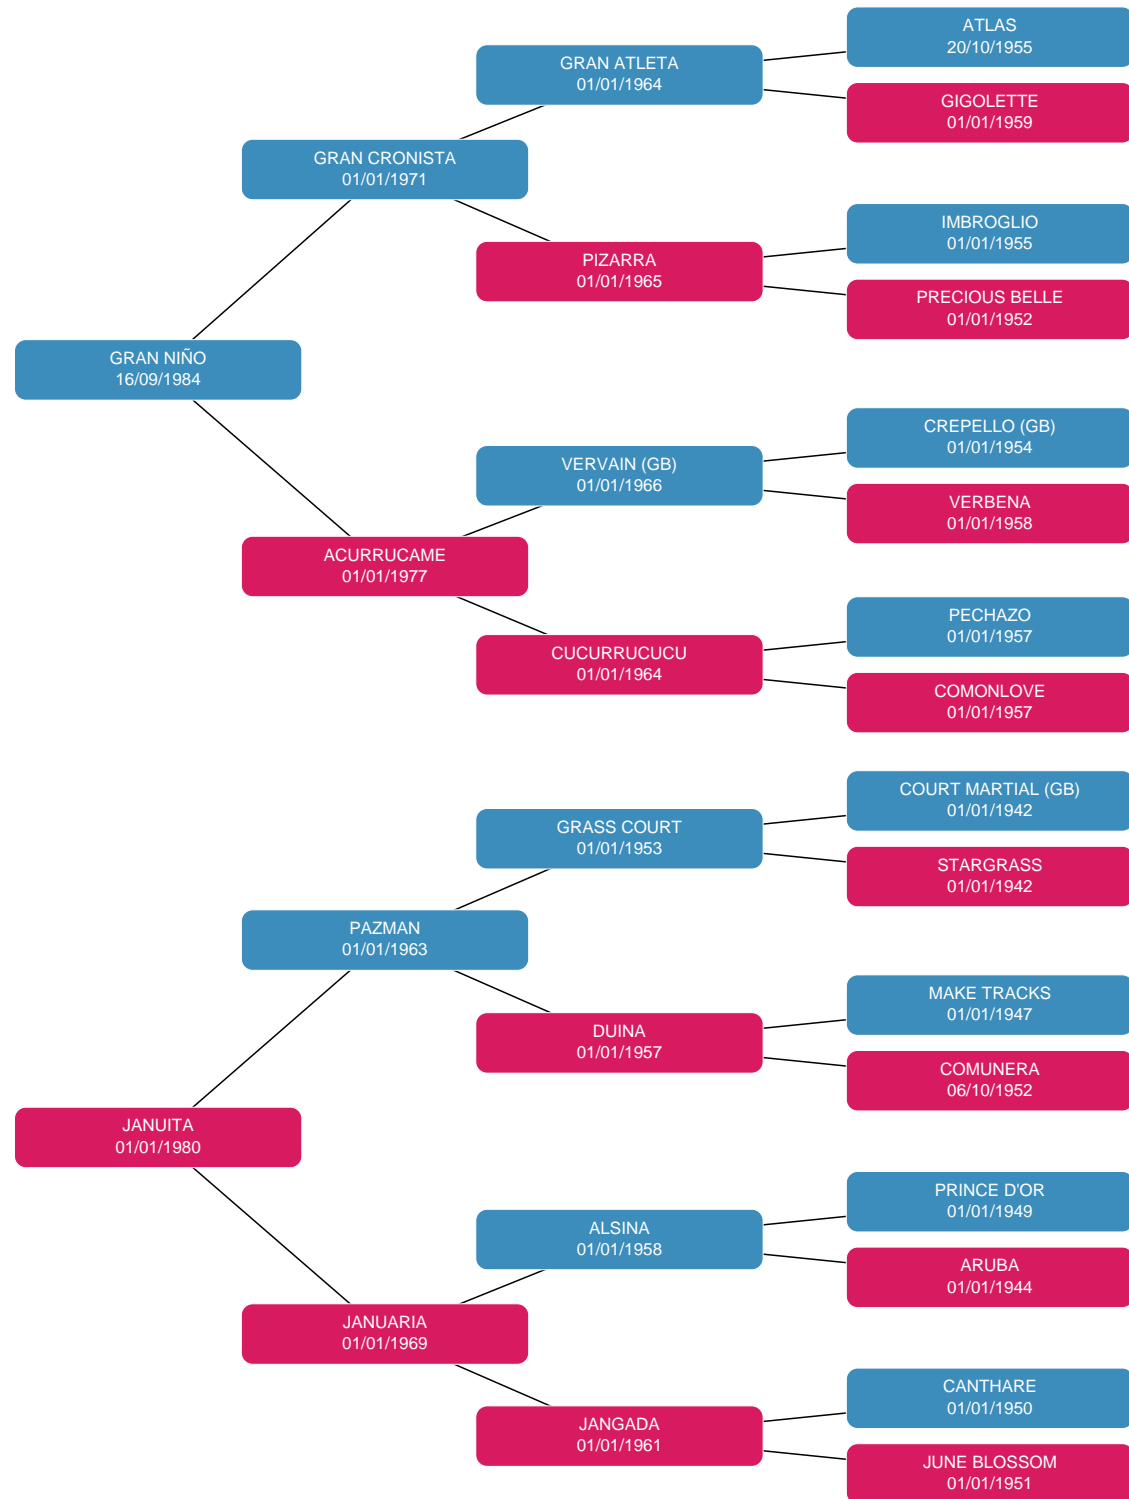 ATLAS
20/10/1955
GRAN ATLETA
01/01/1964
GIGOLETTE
01/01/1959
GRAN CRONISTA
01/01/1971
IMBROGLIO
01/01/1955
PIZARRA
01/01/1965
PRECIOUS BELLE
01/01/1952
GRAN NIÑO
16/09/1984
CREPELLO (GB)
01/01/1954
VERVAIN (GB)
01/01/1966
VERBENA
01/01/1958
ACURRUCAME
01/01/1977
PECHAZO
01/01/1957
CUCURRUCUCU
01/01/1964
COMONLOVE
01/01/1957
COURT MARTIAL (GB)
01/01/1942
GRASS COURT
01/01/1953
STARGRASS
01/01/1942
PAZMAN
01/01/1963
MAKE TRACKS
01/01/1947
DUINA
01/01/1957
COMUNERA
06/10/1952
JANUITA
01/01/1980
PRINCE D'OR
01/01/1949
ALSINA
01/01/1958
ARUBA
01/01/1944
JANUARIA
01/01/1969
CANTHARE
01/01/1950
JANGADA
01/01/1961
JUNE BLOSSOM
01/01/1951